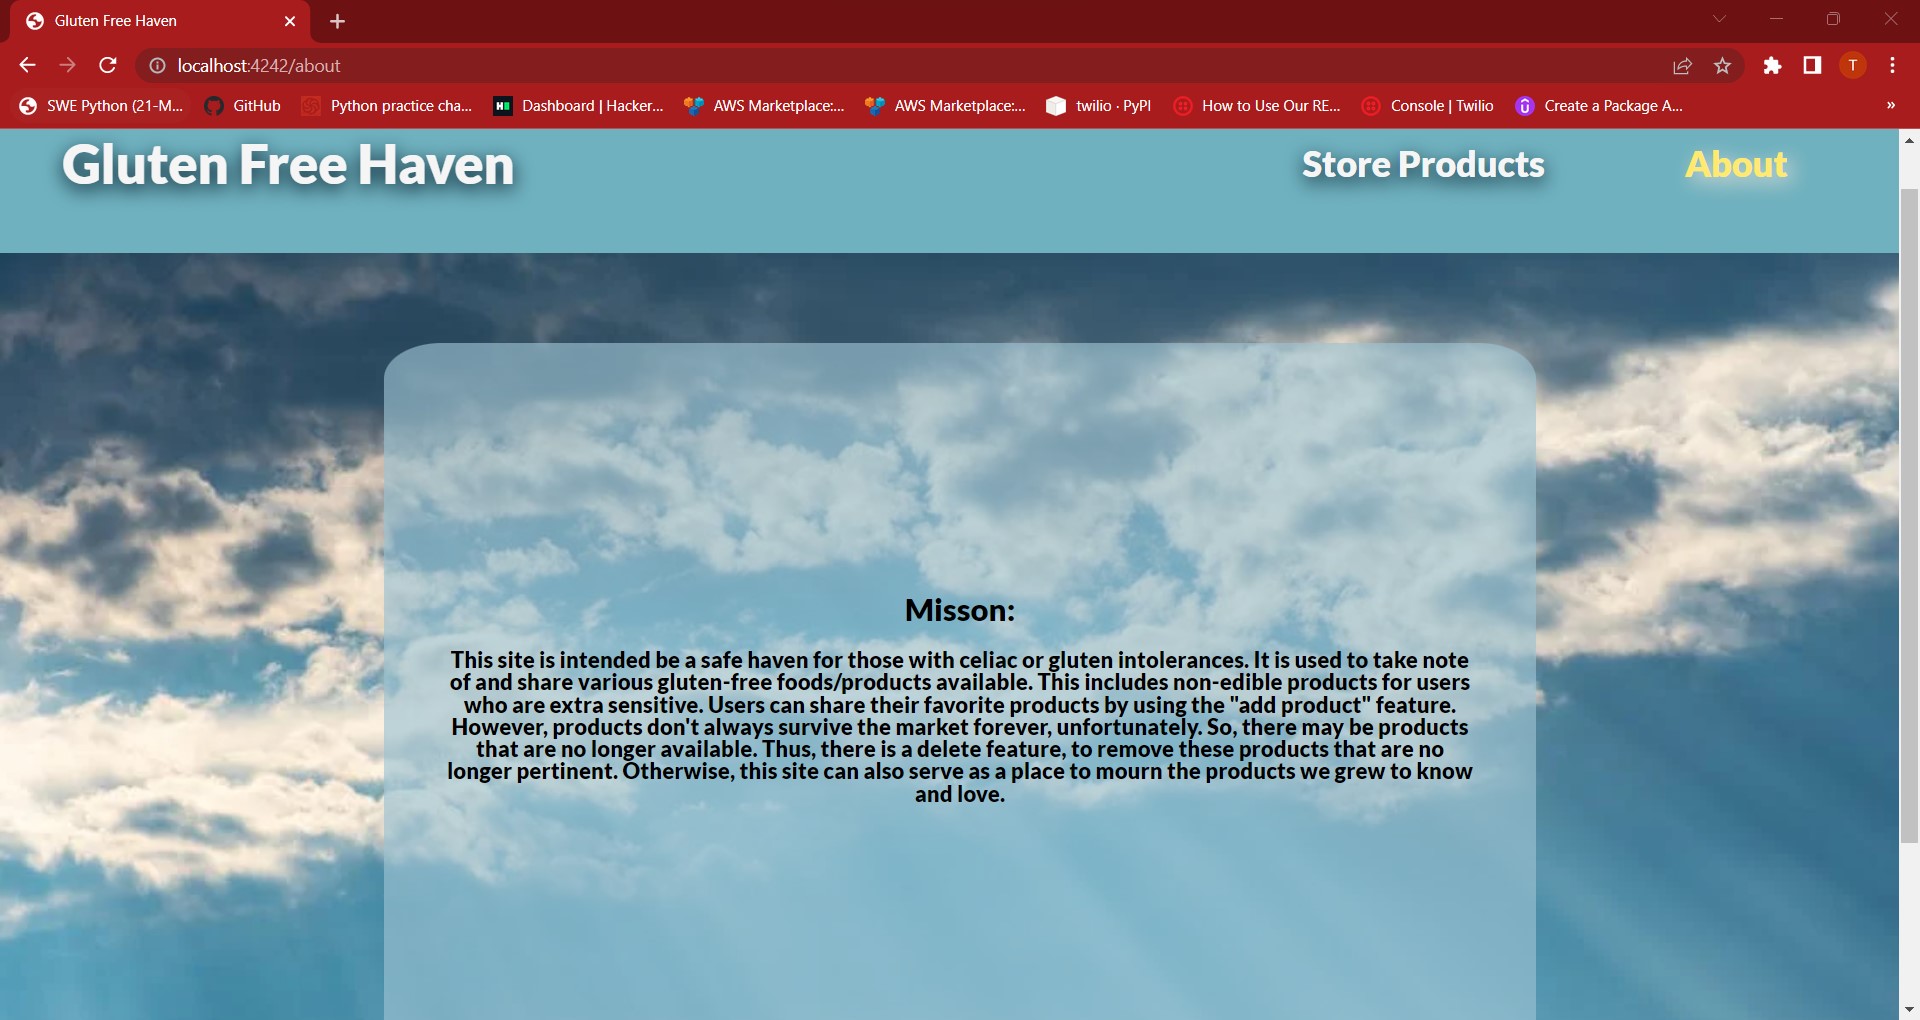 Gluten Free Haven
localhost:4242/about
T
SWE Python (21-M... GitHub Python practice cha... Dashboard | Hacker... AWS Marketplace:... AWS Marketplace:... twilio · PyPI How to Use Our RE... Console | Twilio Create a Package A... »
Gluten Free Haven Store Products About
Misson:
This site is intended be a safe haven for those with celiac or gluten intolerances. It is used to take note
of and share various gluten-free foods/products available. This includes non-edible products for users
who are extra sensitive. Users can share their favorite products by using the "add product" feature.
However, products don't always survive the market forever, unfortunately. So, there may be products
that are no longer available. Thus, there is a delete feature, to remove these products that are no
longer pertinent. Otherwise, this site can also serve as a place to mourn the products we grew to know
and love.